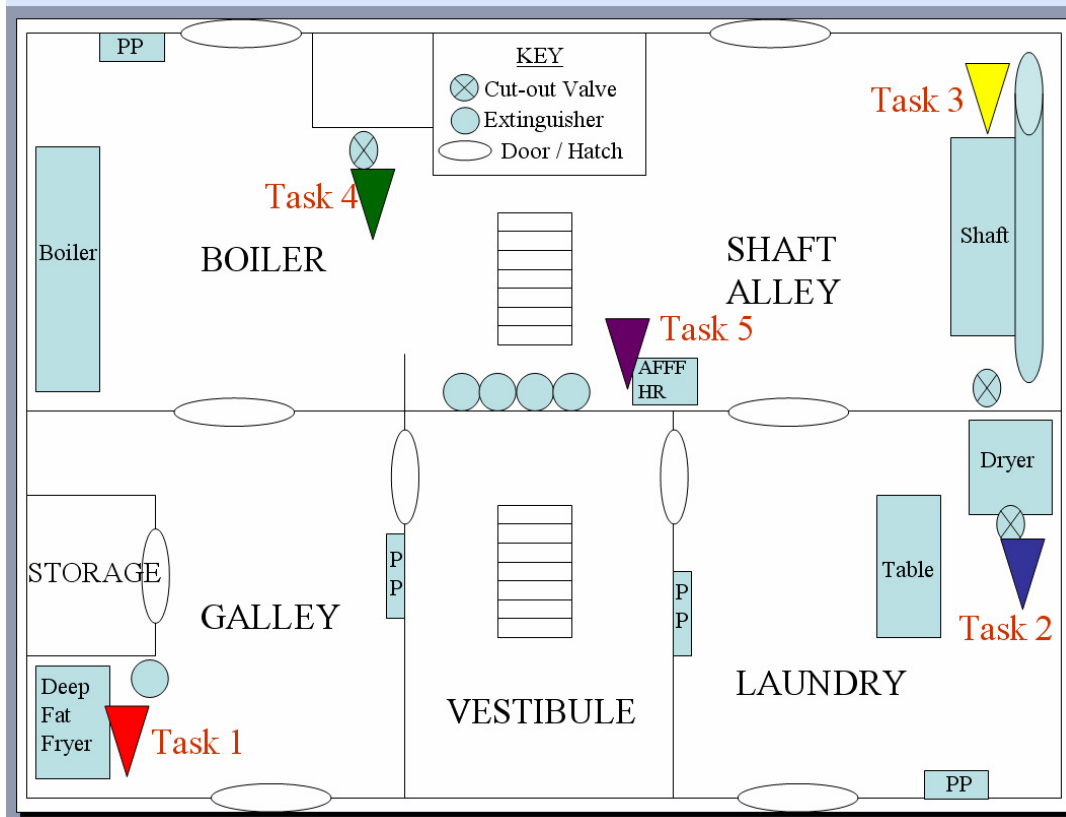 PP
KEY
Cut-out Valve
Extinguisher
Door / Hatch
Task 3
Task 4
Boiler
BOILER
SHAFT
ALLEY
Shaft
Task 5
AFFF
HR
Dryer
STORAGE
P
P
GALLEY
Table
P
P
Task 2
Deep
Fat
Fryer
Task 1
VESTIBULE
LAUNDRY
PP